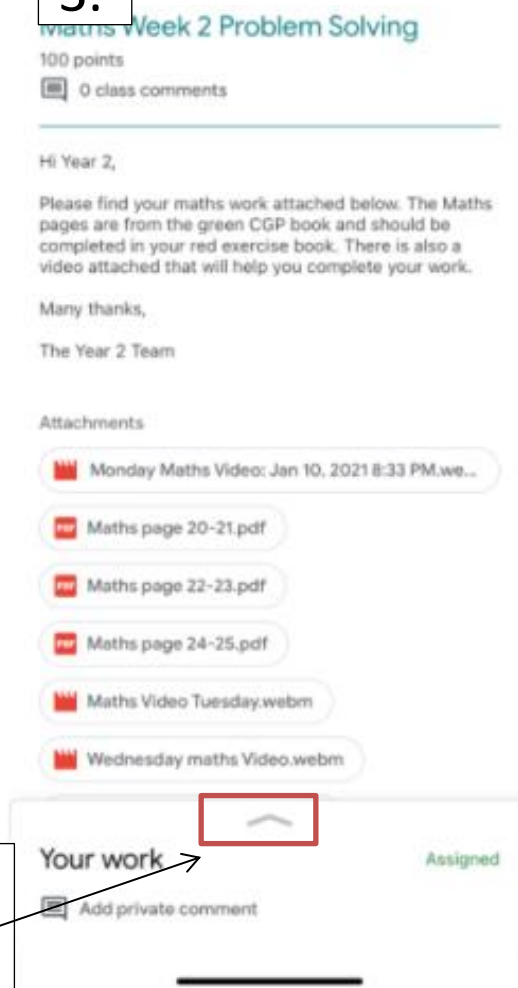 Maths Week 2 Problem Solving
100 points
0 class comments
Hi Year 2,
Please find your maths work attached below. The Maths
pages are from the green CGP book and should be
completed in your red exercise book. There is also a
video attached that will help you complete your work.
Many thanks,
The Year 2 Team
Attachments
Monday Maths Video: Jan 10, 2021 8:33 PM.we...
PDF Maths page 20-21.pdf
PDF Maths page 22-23.pdf
PDF Maths page 24-25.pdf
Maths Video Tuesday.webm
Wednesday maths Video.webm
Your work
Assigned
Add private comment